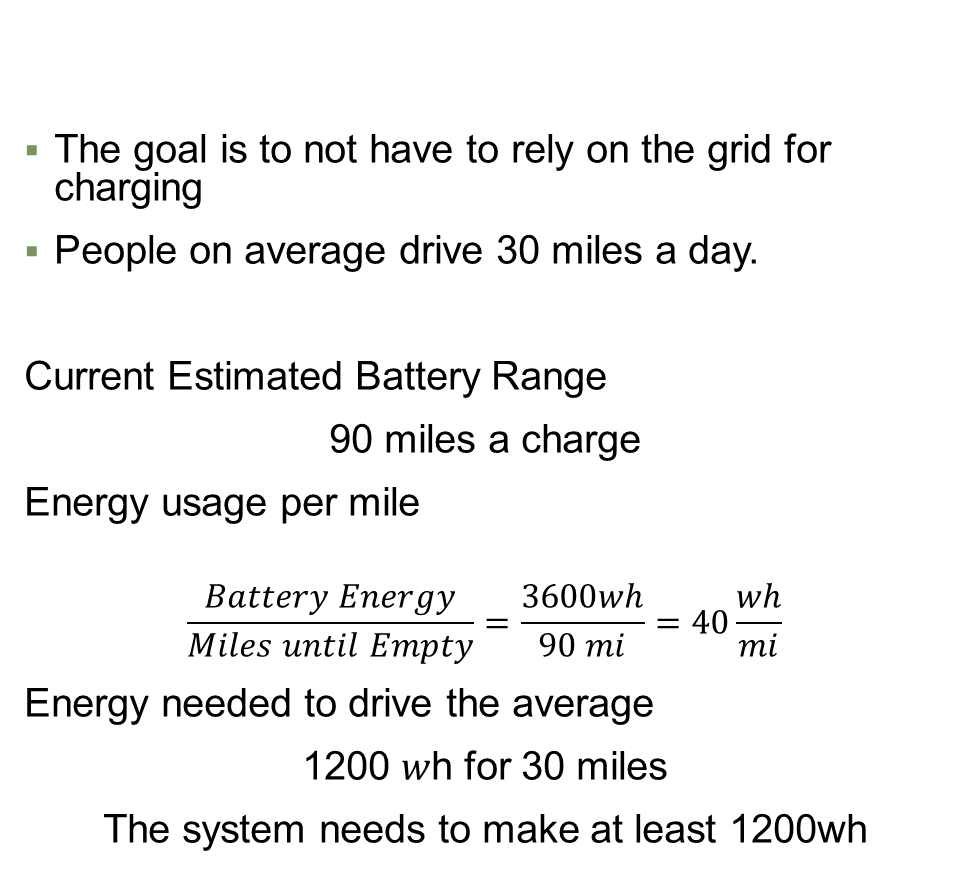 ▪ The goal is to not have to rely on the grid for
charging
▪ People on average drive 30 miles a day.
Current Estimated Battery Range
90 miles a charge
Energy usage per mile
Battery Energy / Miles until Empty = 3600wh / 90 mi = 40 wh / mi
Energy needed to drive the average
1200 wh for 30 miles
The system needs to make at least 1200wh